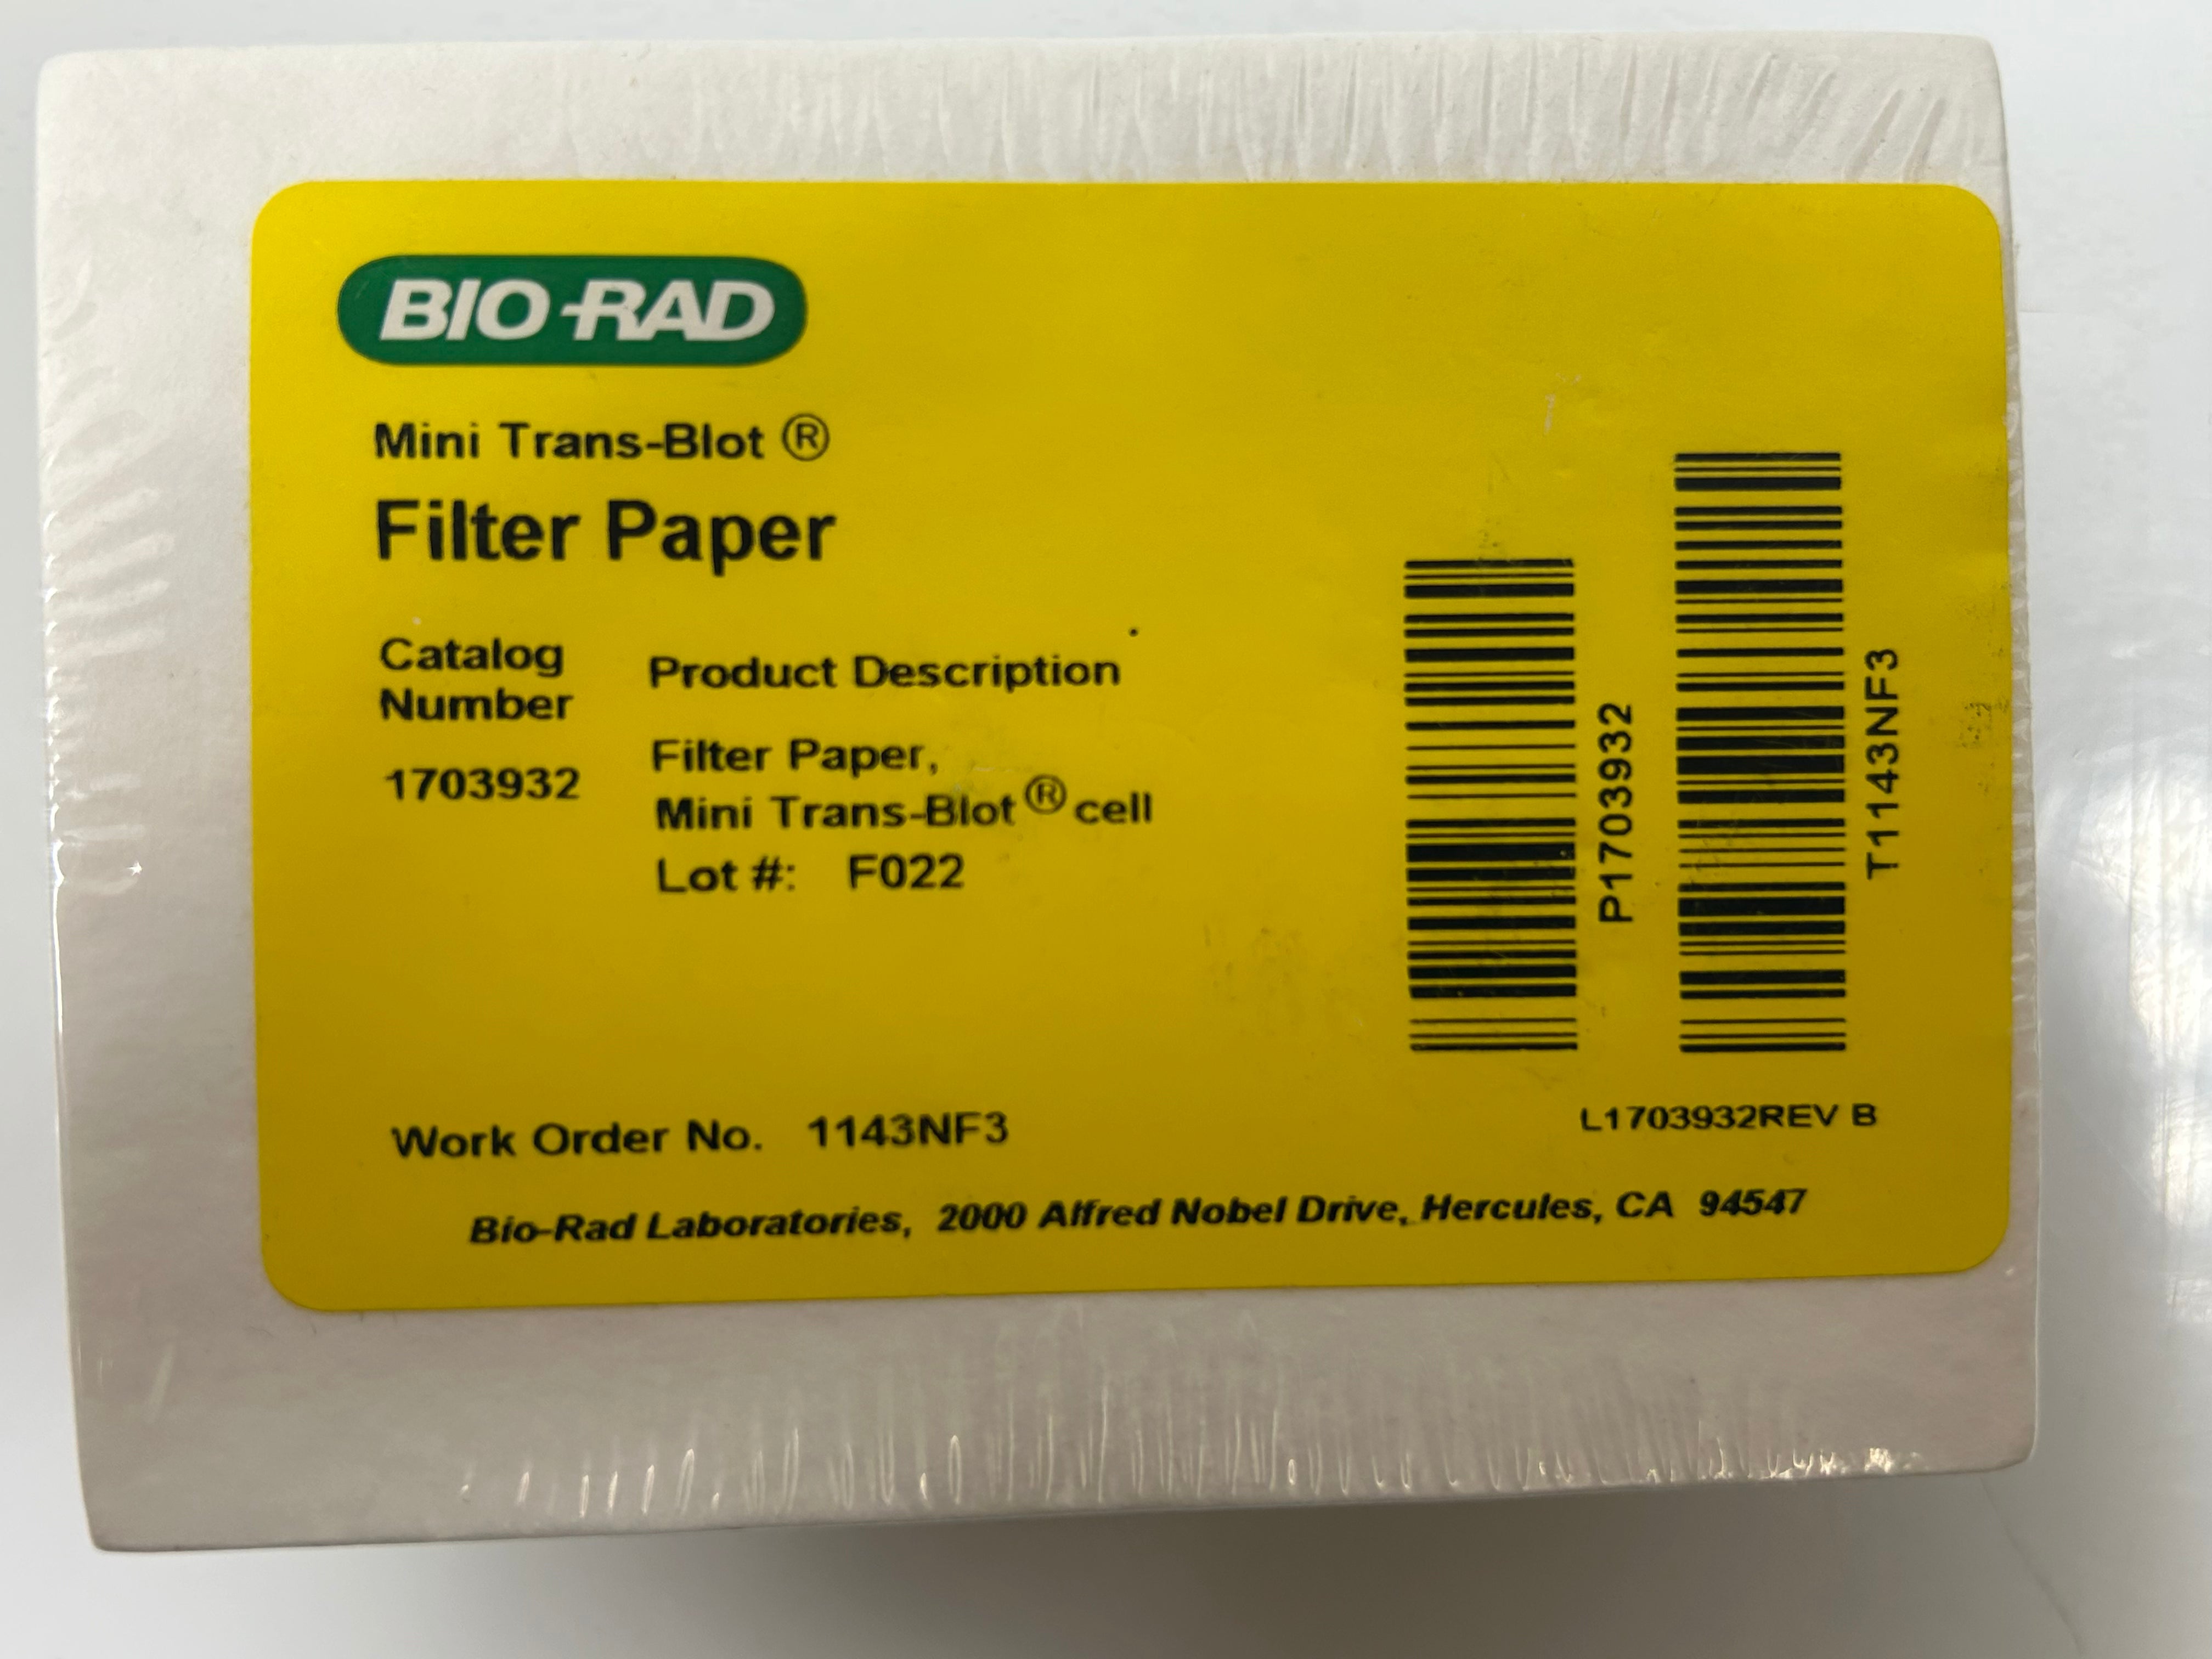 BIO-RAD
Mini Trans-Blot ®
Filter Paper
Catalog
Number
Product Description
1703932
Filter Paper,
Mini Trans-Blot ® cell
Lot #: F022
P1703932
T1143NF3
Work Order No. 1143NF3
L1703932REV B
Bio-Rad Laboratories, 2000 Alfred Nobel Drive, Hercules, CA 94547